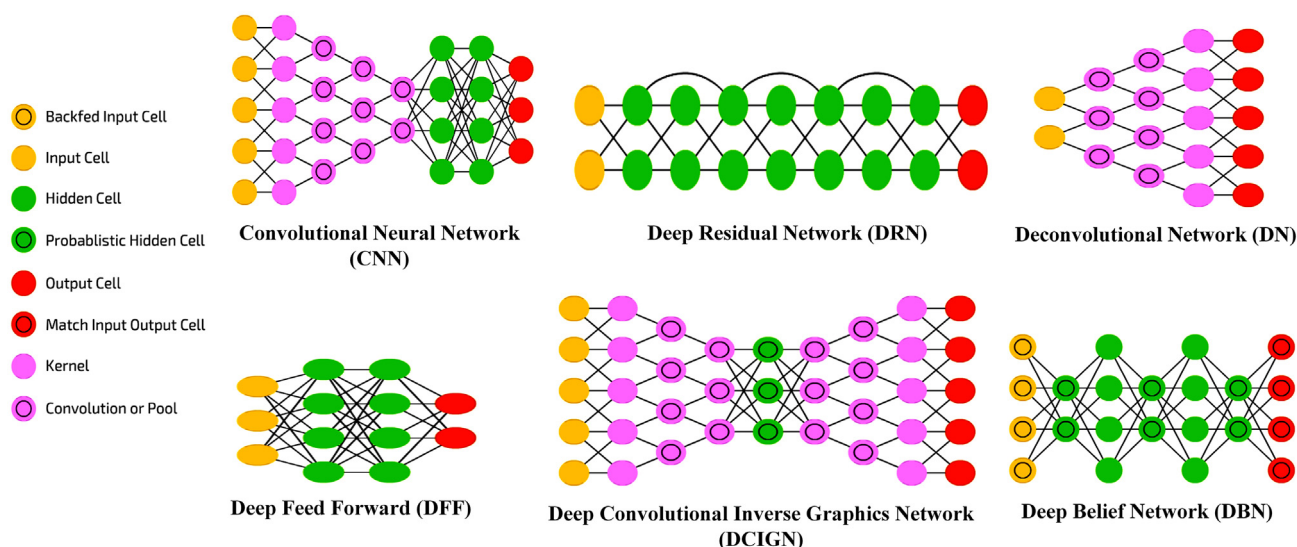 Backfed Input Cell
Input Cell
Hidden Cell
Probablistic Hidden Cell
Output Cell
Match Input Output Cell
Kernel
Convolution or Pool
Convolutional Neural Network
(CNN)
Deep Residual Network (DRN)
Deconvolutional Network (DN)
Deep Feed Forward (DFF)
Deep Convolutional Inverse Graphics Network
(DCIGN)
Deep Belief Network (DBN)